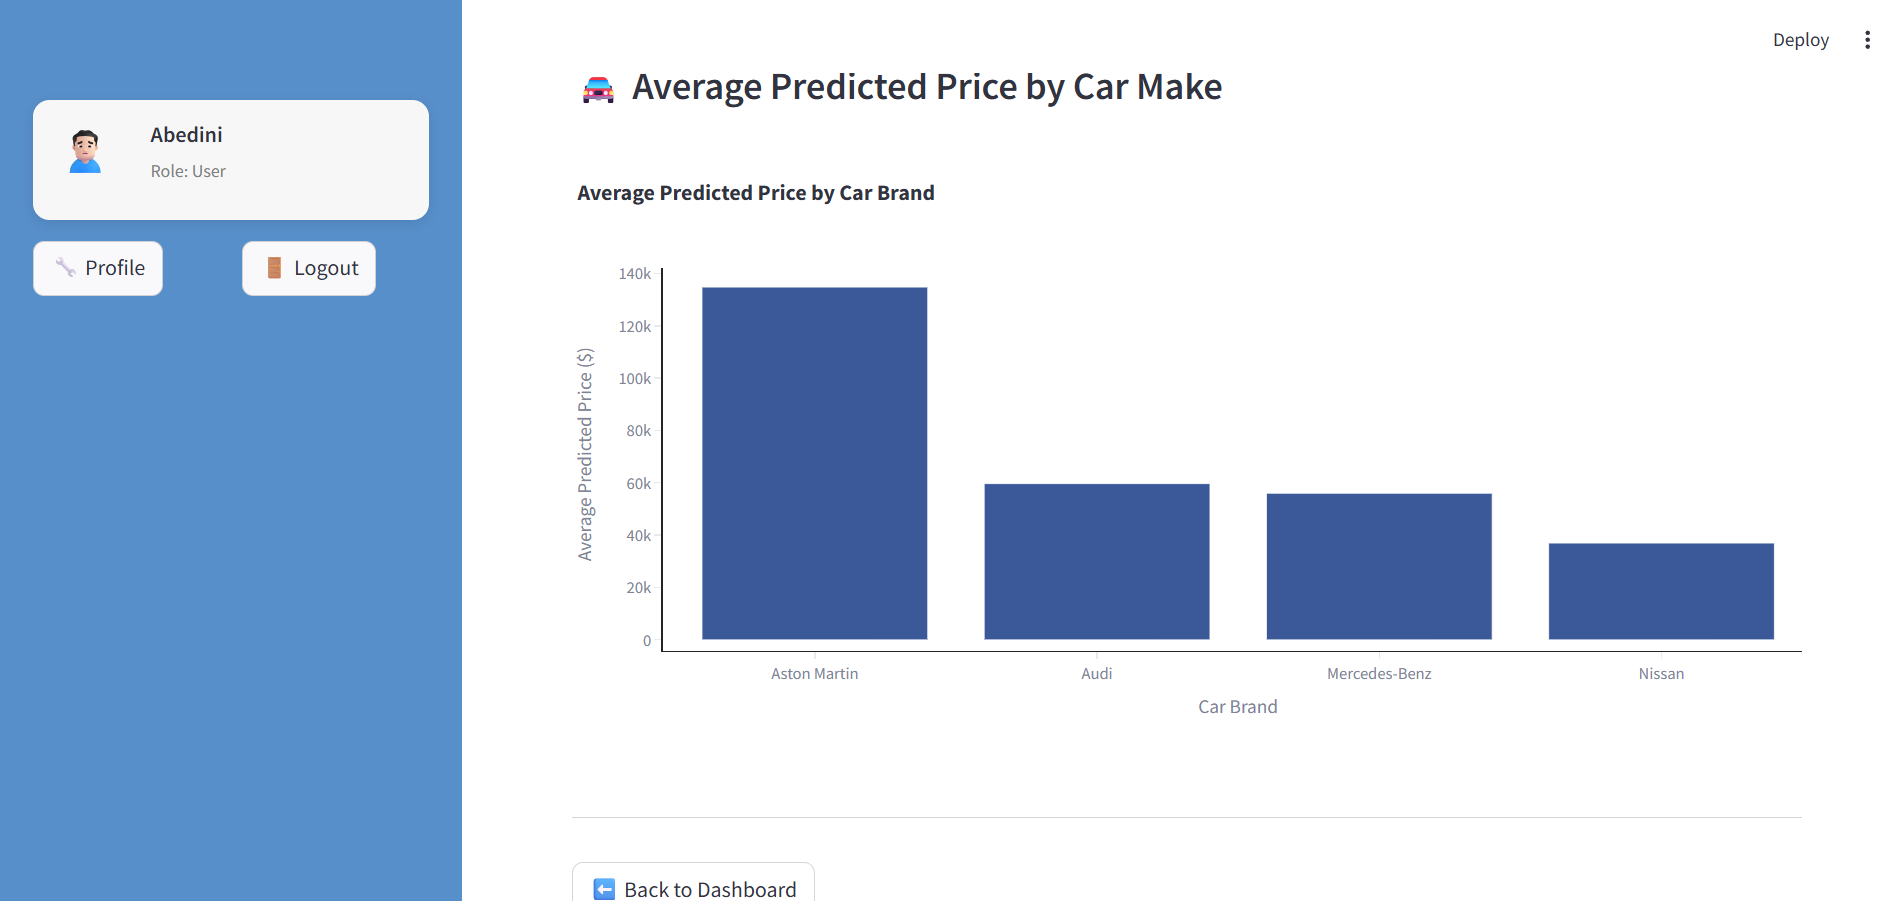 Deploy
Abedini
Role: User
Profile
Logout
Average Predicted Price by Car Make
Average Predicted Price by Car Brand
Average Predicted Price ($)
140k
120k
100k
80k
60k
40k
20k
0
Aston Martin
Audi
Mercedes-Benz
Nissan
Car Brand
Back to Dashboard